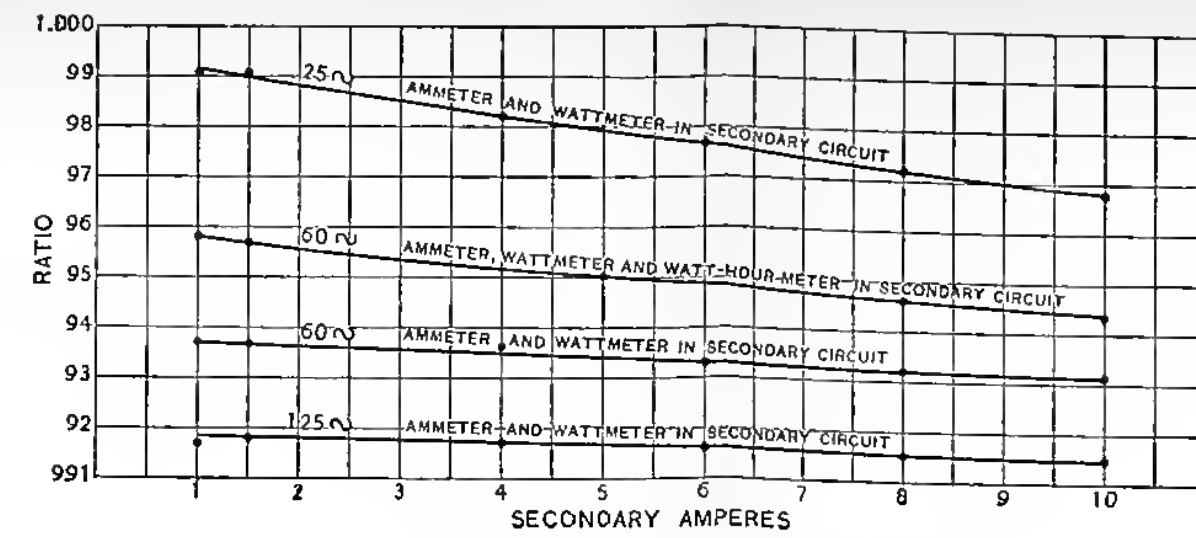 1.000
99
25~
AMMETER AND WATTMETER IN SECONDARY CIRCUIT
98
97
96
60~
AMMETER, WATTMETER AND WATT-HOUR-METER IN SECONDARY CIRCUIT
95
94
60~
AMMETER AND WATTMETER IN SECONDARY CIRCUIT
93
92
125~
AMMETER AND WATTMETER IN SECONDARY CIRCUIT
991
RATIO
1 2 3 4 5 6 7 8 9 10
SECONDARY AMPERES